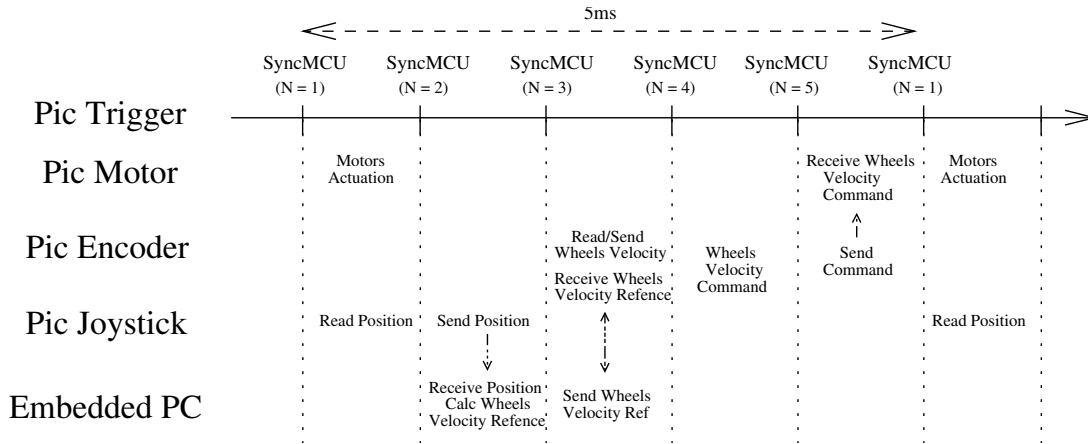 5ms
SyncMCU SyncMCU SyncMCU SyncMCU SyncMCU SyncMCU
(N = 1) (N = 2) (N = 3) (N = 4) (N = 5) (N = 1)
Pic Trigger
Pic Motor
Motors
Actuation
Receive Wheels
Velocity
Command
Motors
Actuation
Pic Encoder
Read/Send
Wheels Velocity
Receive Wheels
Velocity Refence
Wheels
Velocity
Command
Send
Command
Pic Joystick
Read Position
Send Position
Read Position
Embedded PC
Receive Position
Calc Wheels
Velocity Refence
Send Wheels
Velocity Ref